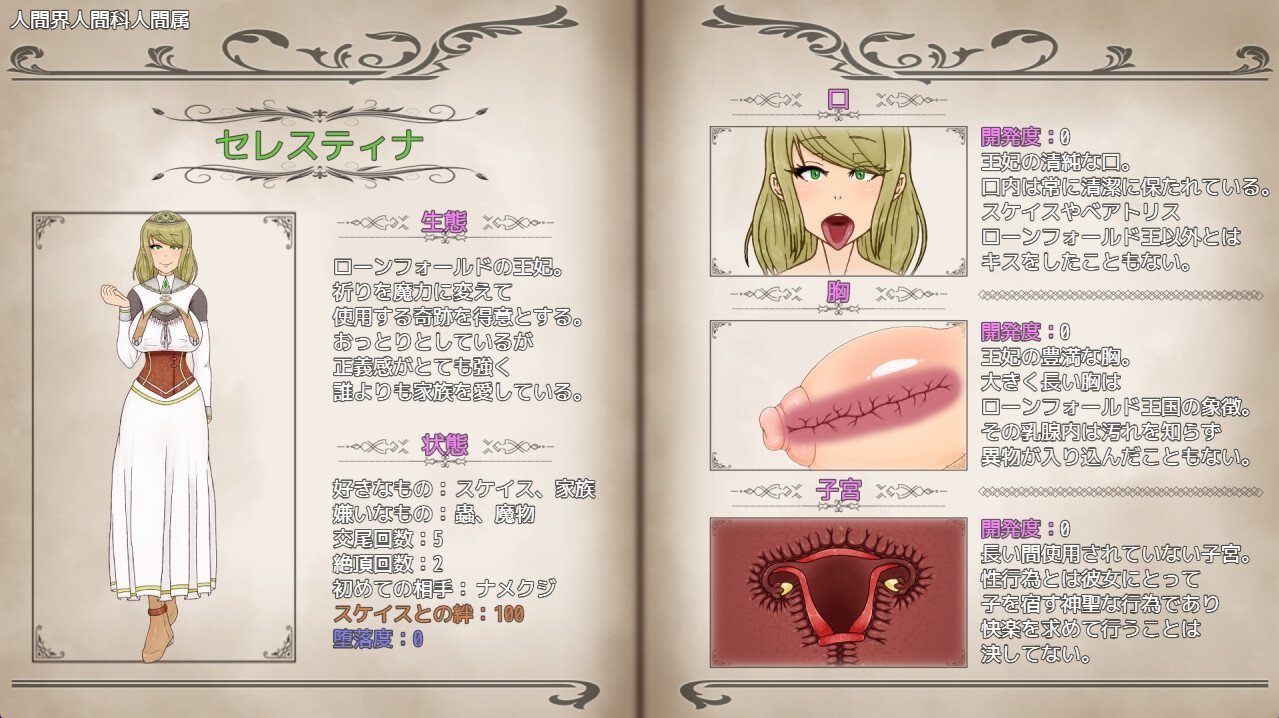 人間界人間科人間属
セレスティナ
生態
ローンフォールドの王妃。
祈りを魔力に変えて
使用する奇跡を得意とする。
おっとりとしているが
正義感がとても強く
誰よりも家族を愛している。
状態
好きなもの：スケイス、家族
嫌いなもの：蟲、魔物
交尾回数：5
絶頂回数：2
初めての相手：ナメクジ
スケイスとの絆：100
堕落度：0
口
開発度：0
王妃の清純な口。
口内は常に清潔に保たれている。
スケイスやベアトリス
ローンフォールド王以外とは
キスをしたこともない。
胸
開発度：0
王妃の豊満な胸。
大きく長い胸は
ローンフォールド王国の象徴。
その乳腺内は汚れを知らず
異物が入り込んだこともない。
子宮
開発度：0
長い間使用されていない子宮。
性行為とは彼女にとって
子を宿す神聖な行為であり
快楽を求めて行うことは
決してない。